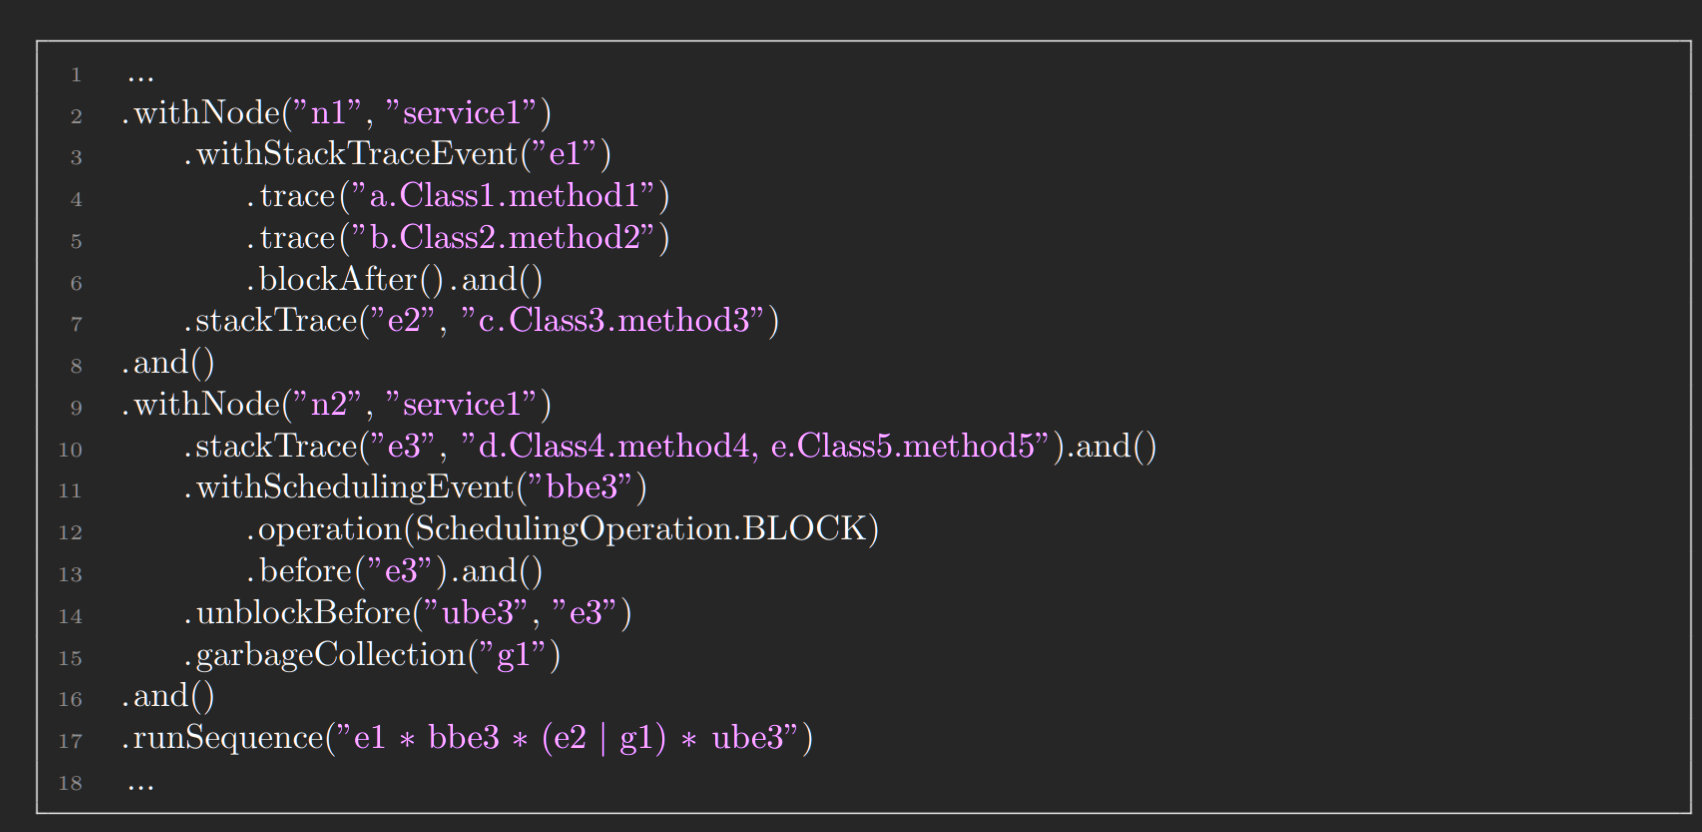 1 ...
2 .withNode("n1", "service1")
3 .withStackTraceEvent("e1")
4 .trace("a.Class1.method1")
5 .trace("b.Class2.method2")
6 .blockAfter().and()
7 .stackTrace("e2", "c.Class3.method3")
8 .and()
9 .withNode("n2", "service1")
10 .stackTrace("e3", "d.Class4.method4, e.Class5.method5").and()
11 .withSchedulingEvent("bbe3")
12 .operation(SchedulingOperation.BLOCK)
13 .before("e3").and()
14 .unblockBefore("ube3", "e3")
15 .garbageCollection("g1")
16 .and()
17 .runSequence("e1 * bbe3 * (e2 | g1) * ube3")
18 ...